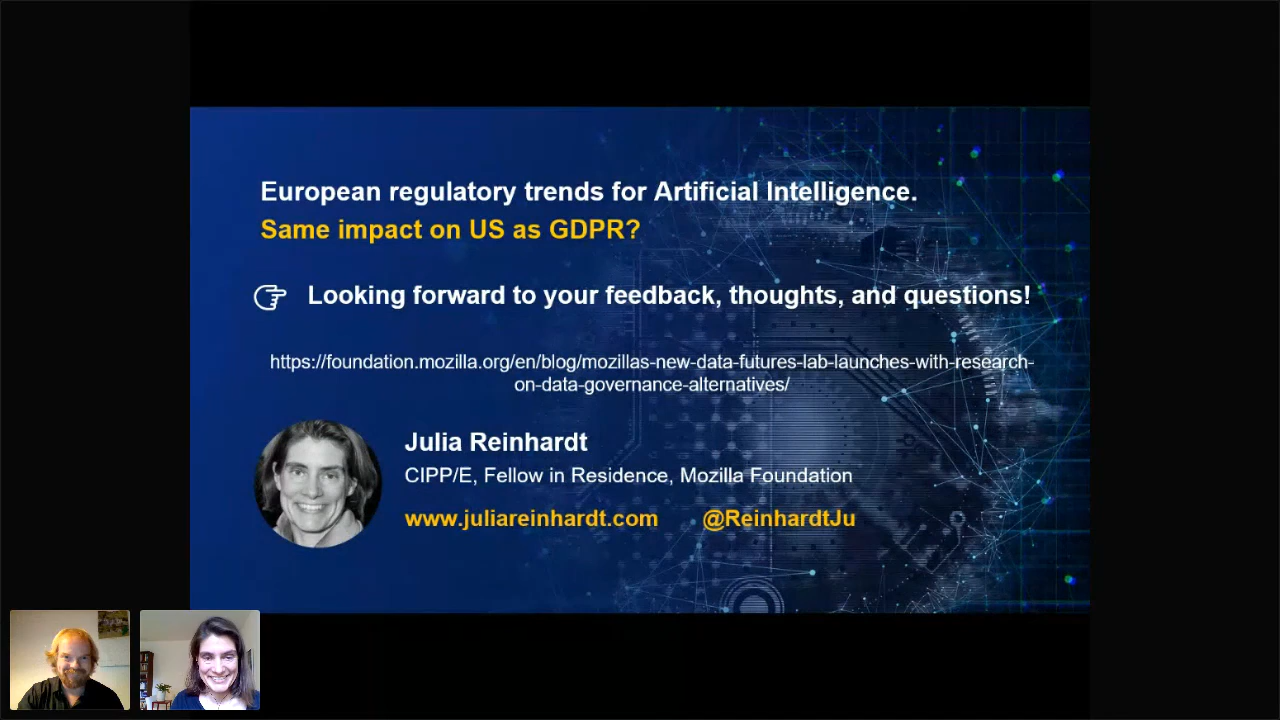 European regulatory trends for Artificial Intelligence.
Same impact on US as GDPR?
Looking forward to your feedback, thoughts, and questions!
https://foundation.mozilla.org/en/blog/mozillas-new-data-futures-lab-launches-with-research-
on-data-governance-alternatives/
Julia Reinhardt
CIPP/E, Fellow in Residence, Mozilla Foundation
www.juliareinhardt.com @ReinhardtJu